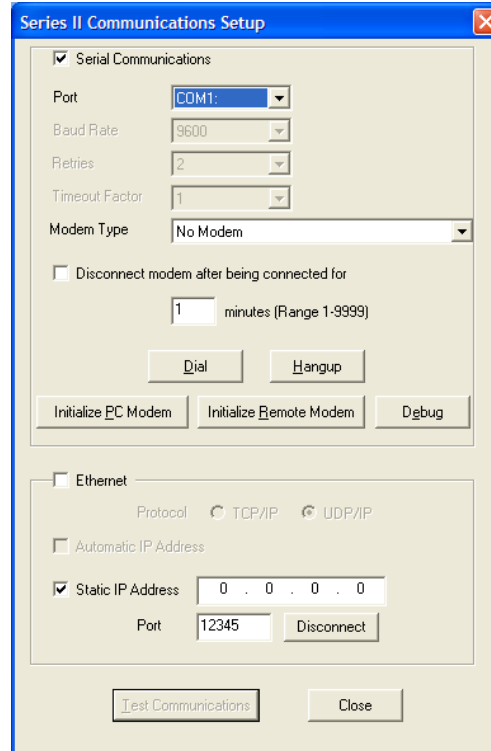 Series II Communications Setup
Serial Communications
Port COM1:
Baud Rate 9600
Retries 2
Timeout Factor 1
Modem Type No Modem
Disconnect modem after being connected for
1 minutes (Range 1-9999)
Dial Hangup
Initialize PC Modem Initialize Remote Modem Debug
Ethernet
Protocol TCP/IP UDP/IP
Automatic IP Address
Static IP Address 0 . 0 . 0 . 0
Port 12345 Disconnect
Test Communications Close